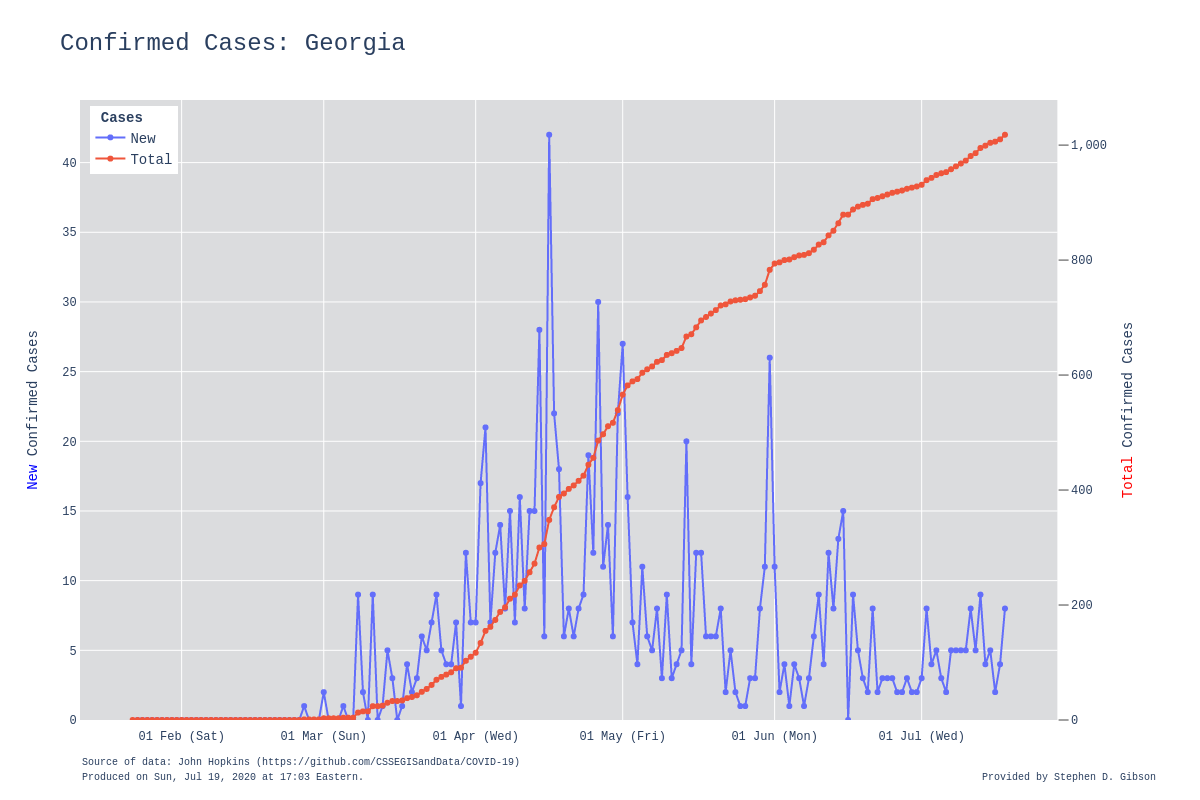 Confirmed Cases: Georgia
Cases
New
Total
40
35
30
25
20
15
10
5
0
1,000
800
600
400
200
0
New Confirmed Cases
Total Confirmed Cases
01 Feb (Sat)
01 Mar (Sun)
01 Apr (Wed)
01 May (Fri)
01 Jun (Mon)
01 Jul (Wed)
Source of data: John Hopkins (https://github.com/CSSEGISandData/COVID-19)
Produced on Sun, Jul 19, 2020 at 17:03 Eastern.
Provided by Stephen D. Gibson